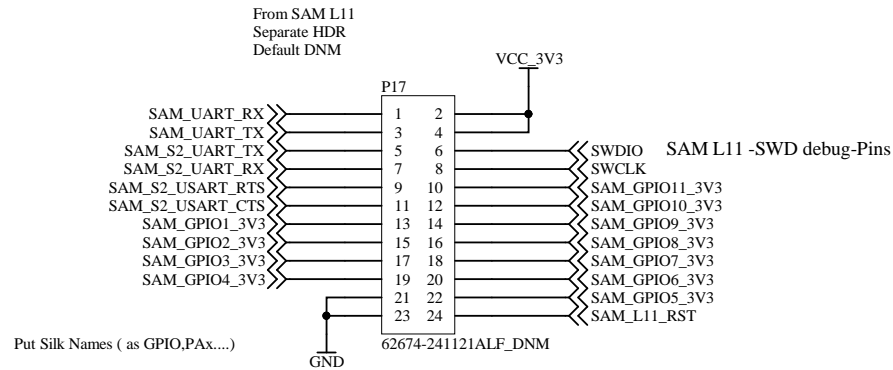 From SAM L11
Separate HDR
Default DNM
VCC_3V3
P17
SAM_UART_RX 1 2
SAM_UART_TX 3 4
SAM_S2_UART_TX 5 6 SWDIO SAM L11 -SWD debug-Pins
SAM_S2_UART_RX 7 8 SWCLK
SAM_S2_USART_RTS 9 10 SAM_GPIO11_3V3
SAM_S2_USART_CTS 11 12 SAM_GPIO10_3V3
SAM_GPIO1_3V3 13 14 SAM_GPIO9_3V3
SAM_GPIO2_3V3 15 16 SAM_GPIO8_3V3
SAM_GPIO3_3V3 17 18 SAM_GPIO7_3V3
SAM_GPIO4_3V3 19 20 SAM_GPIO6_3V3
21 22 SAM_GPIO5_3V3
23 24 SAM_L11_RST
Put Silk Names ( as GPIO,PAx....) 62674-241121ALF_DNM
GND